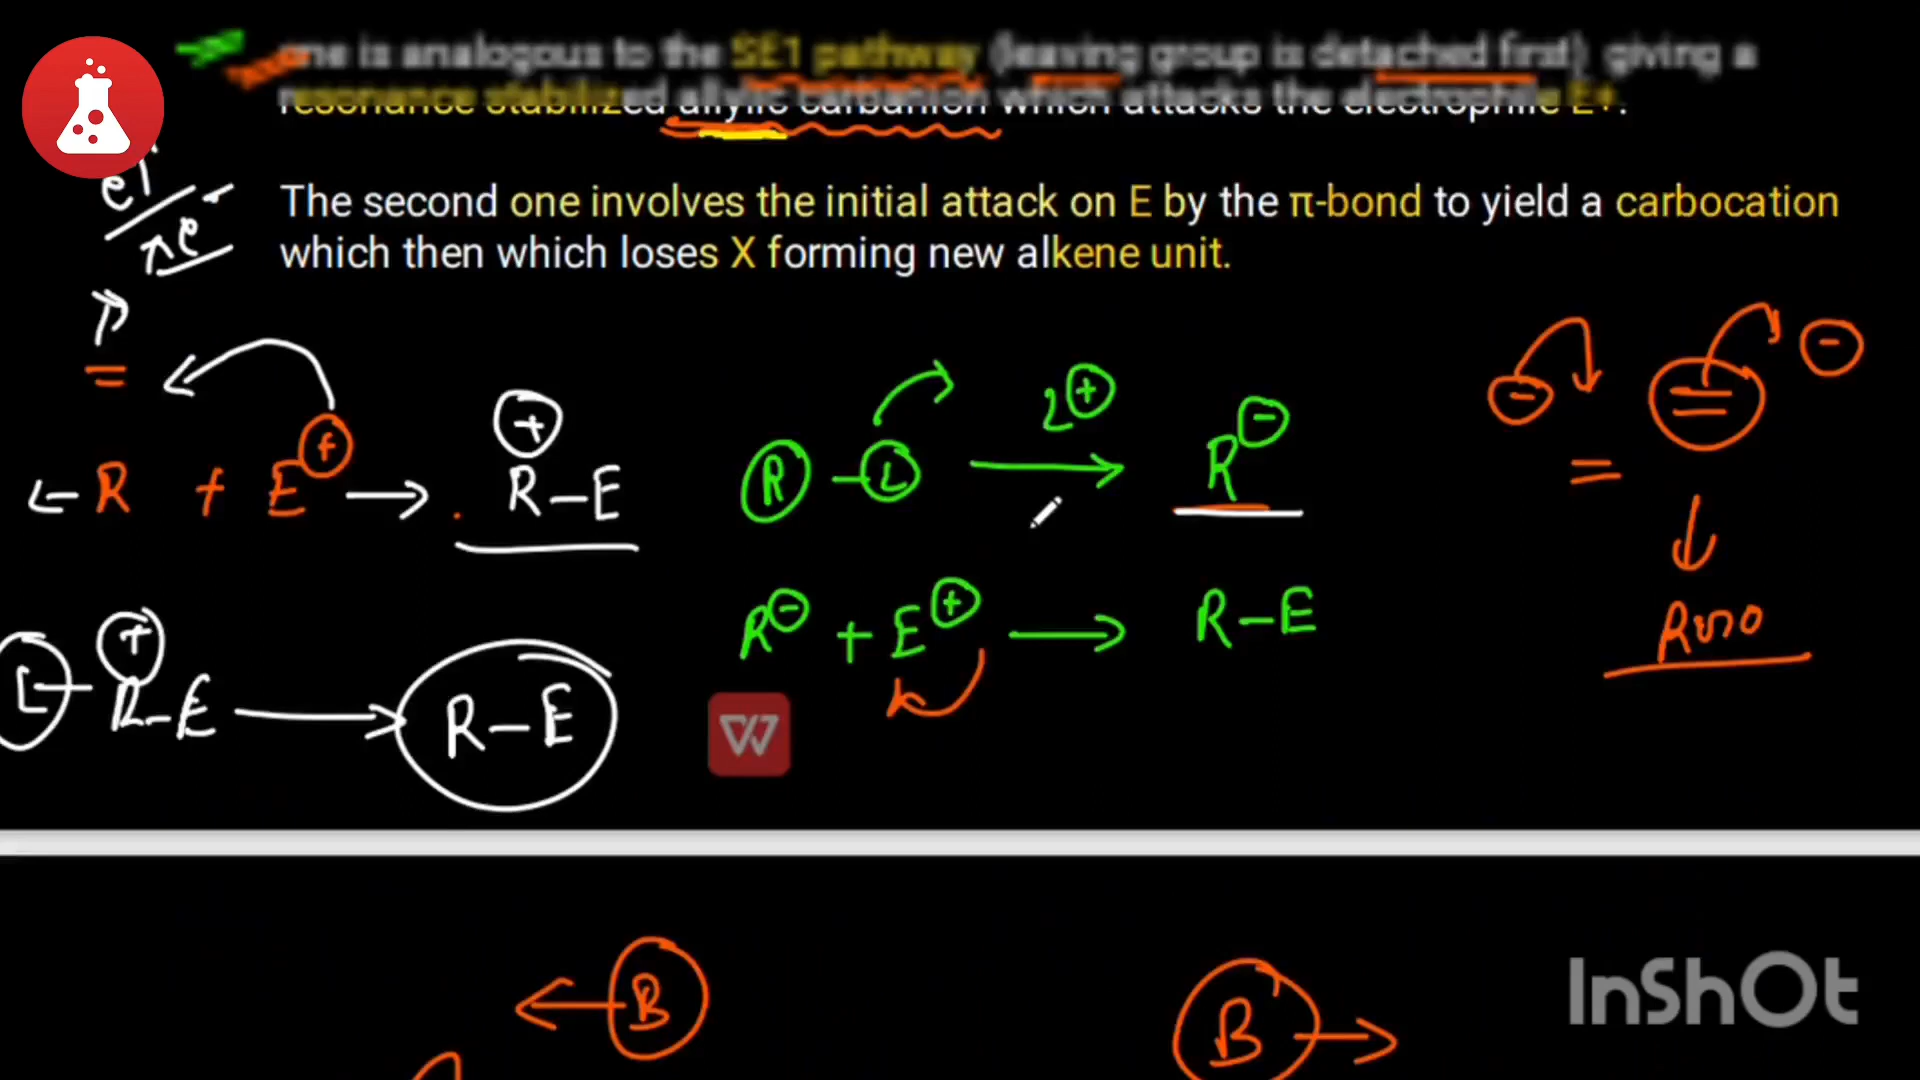 one is analogous to the SE1 pathway (leaving group is detached first) giving a
resonance stabilized allylic carbanion which attacks the electrophile E+.
The second one involves the initial attack on E by the π-bond to yield a carbocation
which then which loses X forming new alkene unit.
πe-
=
R + E+ → R-E
+
R-L → R-
L+
- = -
=
Reso
R- + E+ → R-E
L-R-E → R-E
+
W
B
B
InShOt